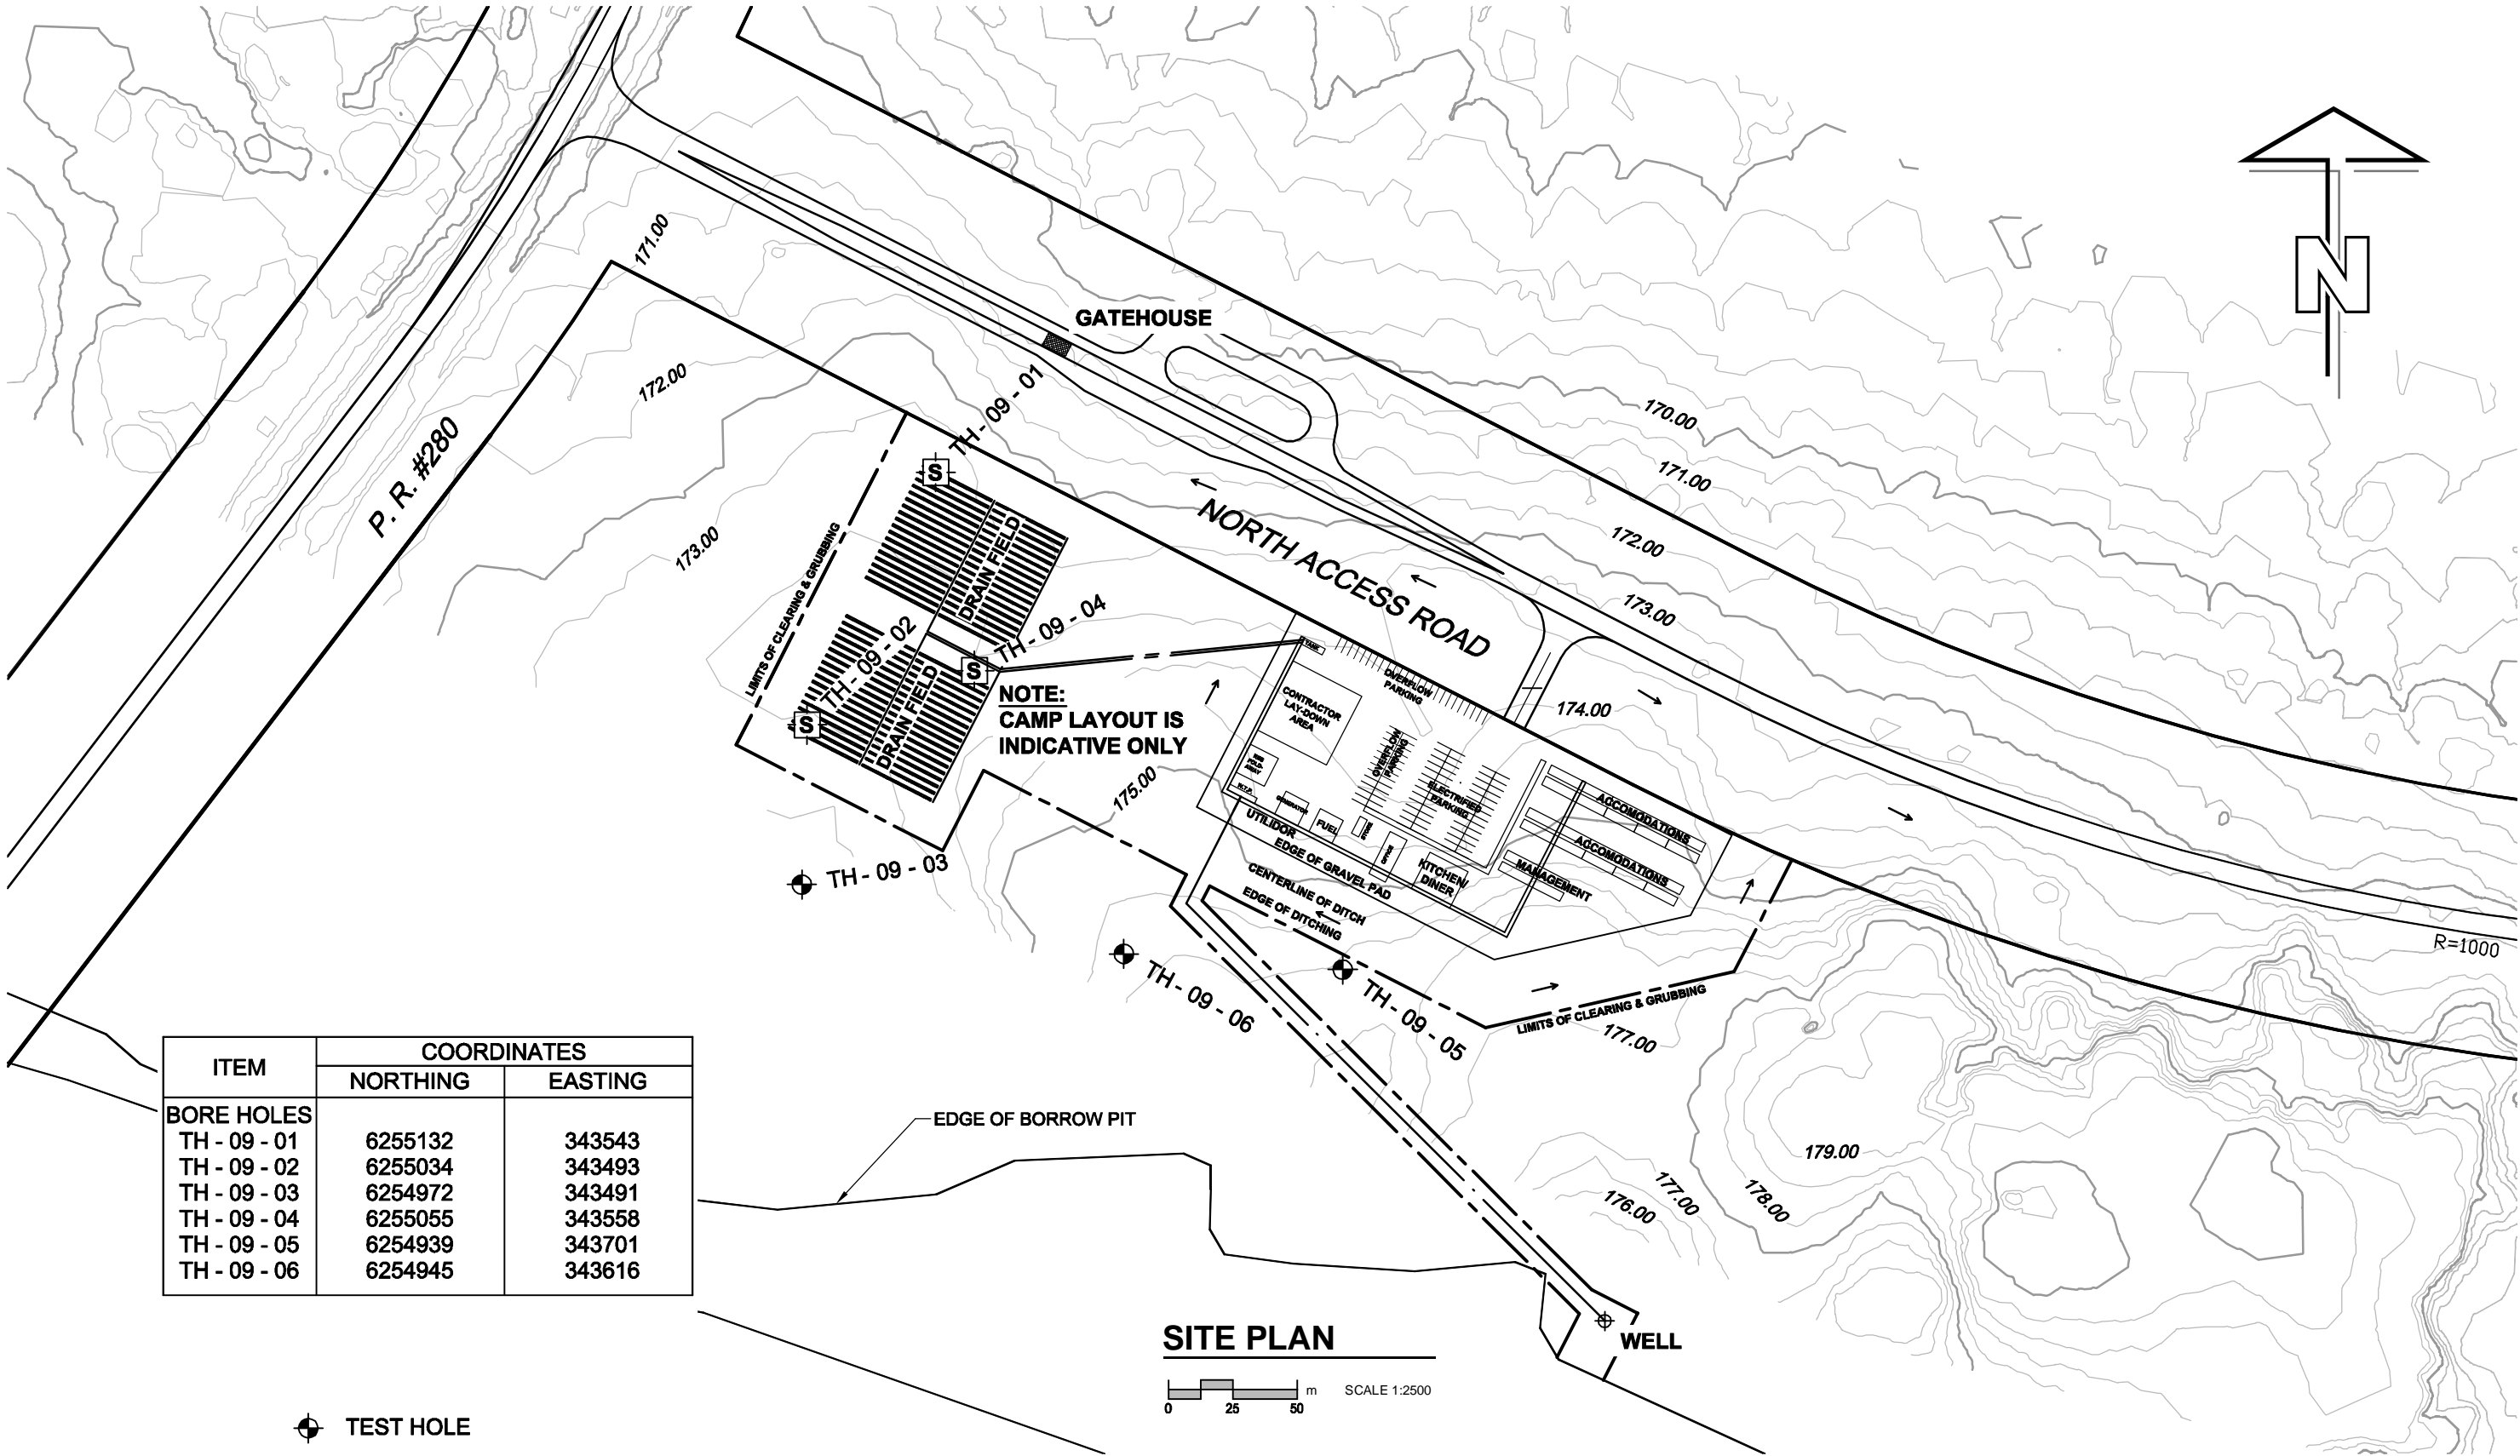 N
171.00
GATEHOUSE
172.00
TH - 09 - 01
170.00
P. R. #280
171.00
S
NORTH ACCESS ROAD
172.00
173.00
LIMITS OF CLEARING & GRUBBING
DRAIN FIELD
173.00
TH - 09 - 02
TH - 09 - 04
S
TANK
OVERFLOW
PARKING
NOTE:
CAMP LAYOUT IS
INDICATIVE ONLY
CONTRACTOR
LAY-DOWN
AREA
174.00
S
DRAIN FIELD
175.00
OVERFLOW
PARKING
ELECTRIFIED
PARKING
W.T.P.
GENERATOR
UTILIDOR
FUEL
STORE
OFFICE
KITCHEN/
DINER
ACCOMODATIONS
ACCOMODATIONS
MANAGEMENT
EDGE OF GRAVEL PAD
CENTERLINE OF DITCH
EDGE OF DITCHING
TH - 09 - 03
R=1000
TH - 09 - 06
TH - 09 - 05
LIMITS OF CLEARING & GRUBBING
177.00
ITEM
COORDINATES
NORTHING EASTING
BORE HOLES
TH - 09 - 01 6255132 343543
TH - 09 - 02 6255034 343493
TH - 09 - 03 6254972 343491
TH - 09 - 04 6255055 343558
TH - 09 - 05 6254939 343701
TH - 09 - 06 6254945 343616
EDGE OF BORROW PIT
179.00
176.00
177.00
178.00
SITE PLAN
WELL
0 25 50 m SCALE 1:2500
TEST HOLE